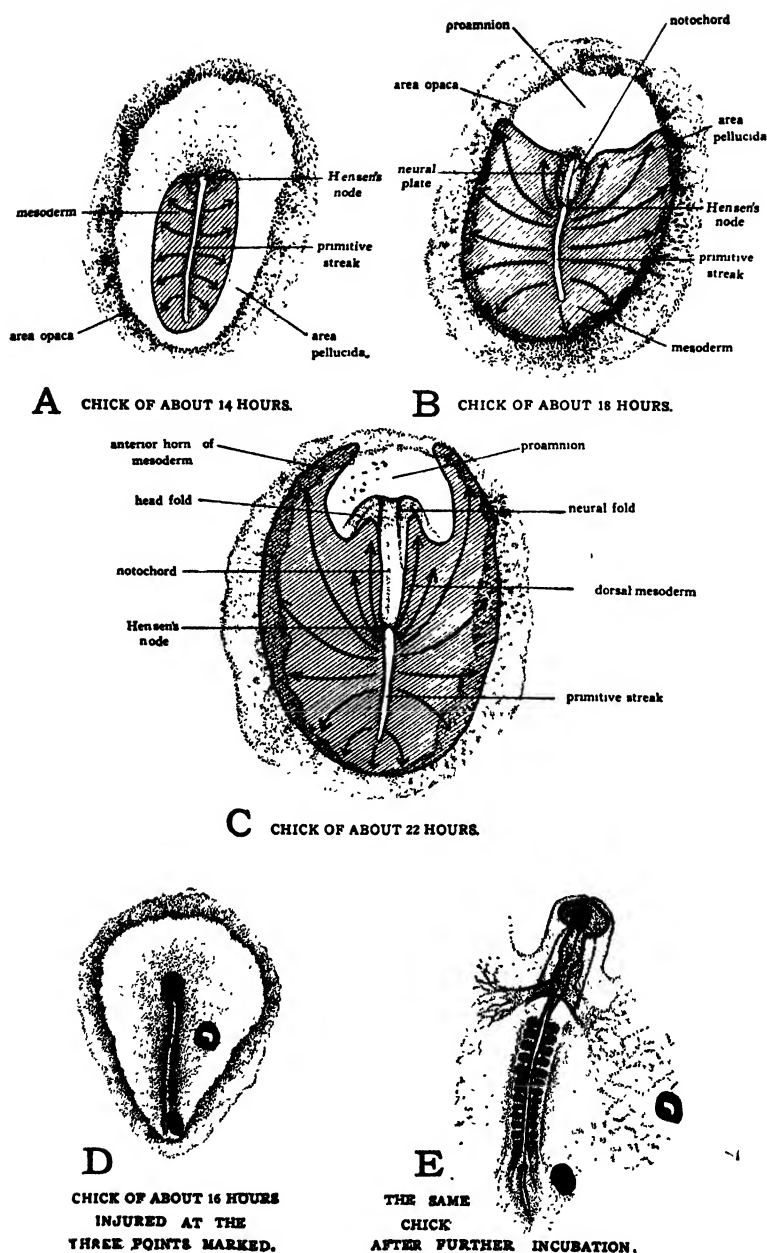 proamnion
notochord
area opaca
area
pellucida
neural
plate
Hensen's
node
mesoderm
Hensen's
node
primitive
streak
primitive
streak
area opaca
area
pellucida.
mesoderm
A CHICK OF ABOUT 14 HOURS.
B CHICK OF ABOUT 18 HOURS.
anterior horn of
mesoderm
proamnion
head fold
neural fold
notochord
dorsal mesoderm
Hensen's
node
primitive streak
C CHICK OF ABOUT 22 HOURS.
D
CHICK OF ABOUT 16 HOURS
INJURED AT THE
THREE POINTS MARKED.
E
THE SAME
CHICK
AFTER FURTHER INCUBATION.